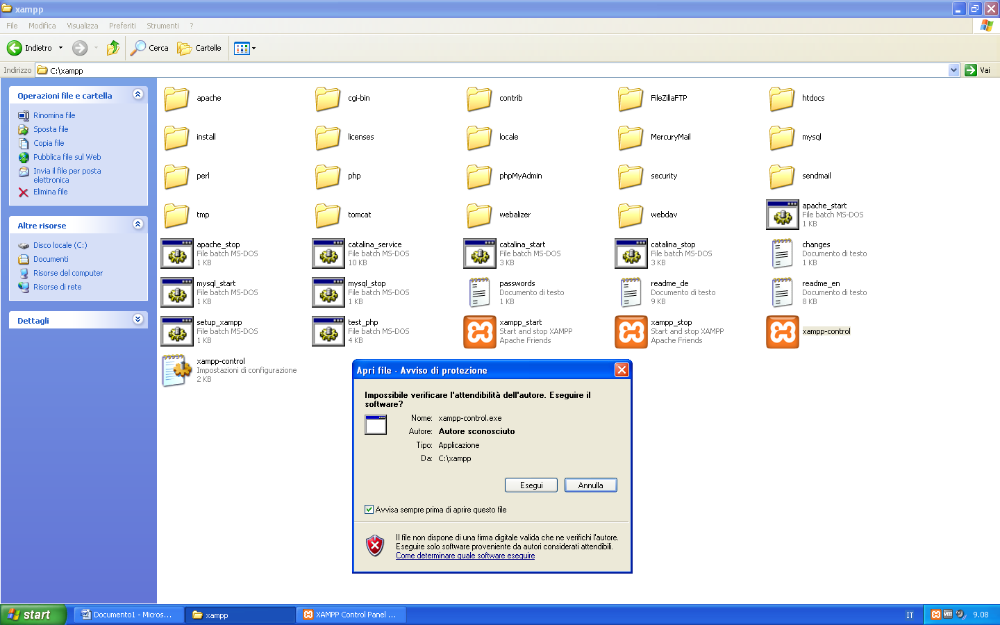 xampp
File Modifica Visualizza Preferiti Strumenti ?
Indietro Cerca Cartelle
Indirizzo C:\xampp Vai
Operazioni file e cartella
Rinomina file
Sposta file
Copia file
Pubblica file sul Web
Invia il file per posta
elettronica
Elimina file
Altre risorse
Disco locale (C:)
Documenti
Risorse del computer
Risorse di rete
Dettagli
apache cgi-bin contrib FileZillaFTP htdocs
install licenses locale MercuryMail mysql
perl php phpMyAdmin security sendmail
tmp tomcat webalizer webdav apache_start
File batch MS-DOS
1 KB
apache_stop catalina_service catalina_start catalina_stop changes
File batch MS-DOS File batch MS-DOS File batch MS-DOS File batch MS-DOS Documento di testo
1 KB 10 KB 3 KB 3 KB 1 KB
mysql_start mysql_stop passwords readme_de readme_en
File batch MS-DOS File batch MS-DOS Documento di testo Documento di testo Documento di testo
1 KB 1 KB 1 KB 9 KB 8 KB
setup_xampp test_php xampp_start xampp_stop xampp-control
File batch MS-DOS File batch MS-DOS Start and stop XAMPP Start and stop XAMPP
1 KB 4 KB Apache Friends Apache Friends
xampp-control
Impostazioni di configurazione
2 KB
Apri file - Avviso di protezione
Impossibile verificare l'attendibilità dell'autore. Eseguire il
software?
Nome: xampp-control.exe
Autore: Autore sconosciuto
Tipo: Applicazione
Da: C:\xampp
Esegui Annulla
Avvisa sempre prima di aprire questo file
Il file non dispone di una firma digitale valida che ne verifichi l'autore.
Eseguire solo software proveniente da autori considerati attendibili.
Come determinare quale software eseguire
start Documento1 - Micros... xampp XAMPP Control Panel ... IT vm 9.08